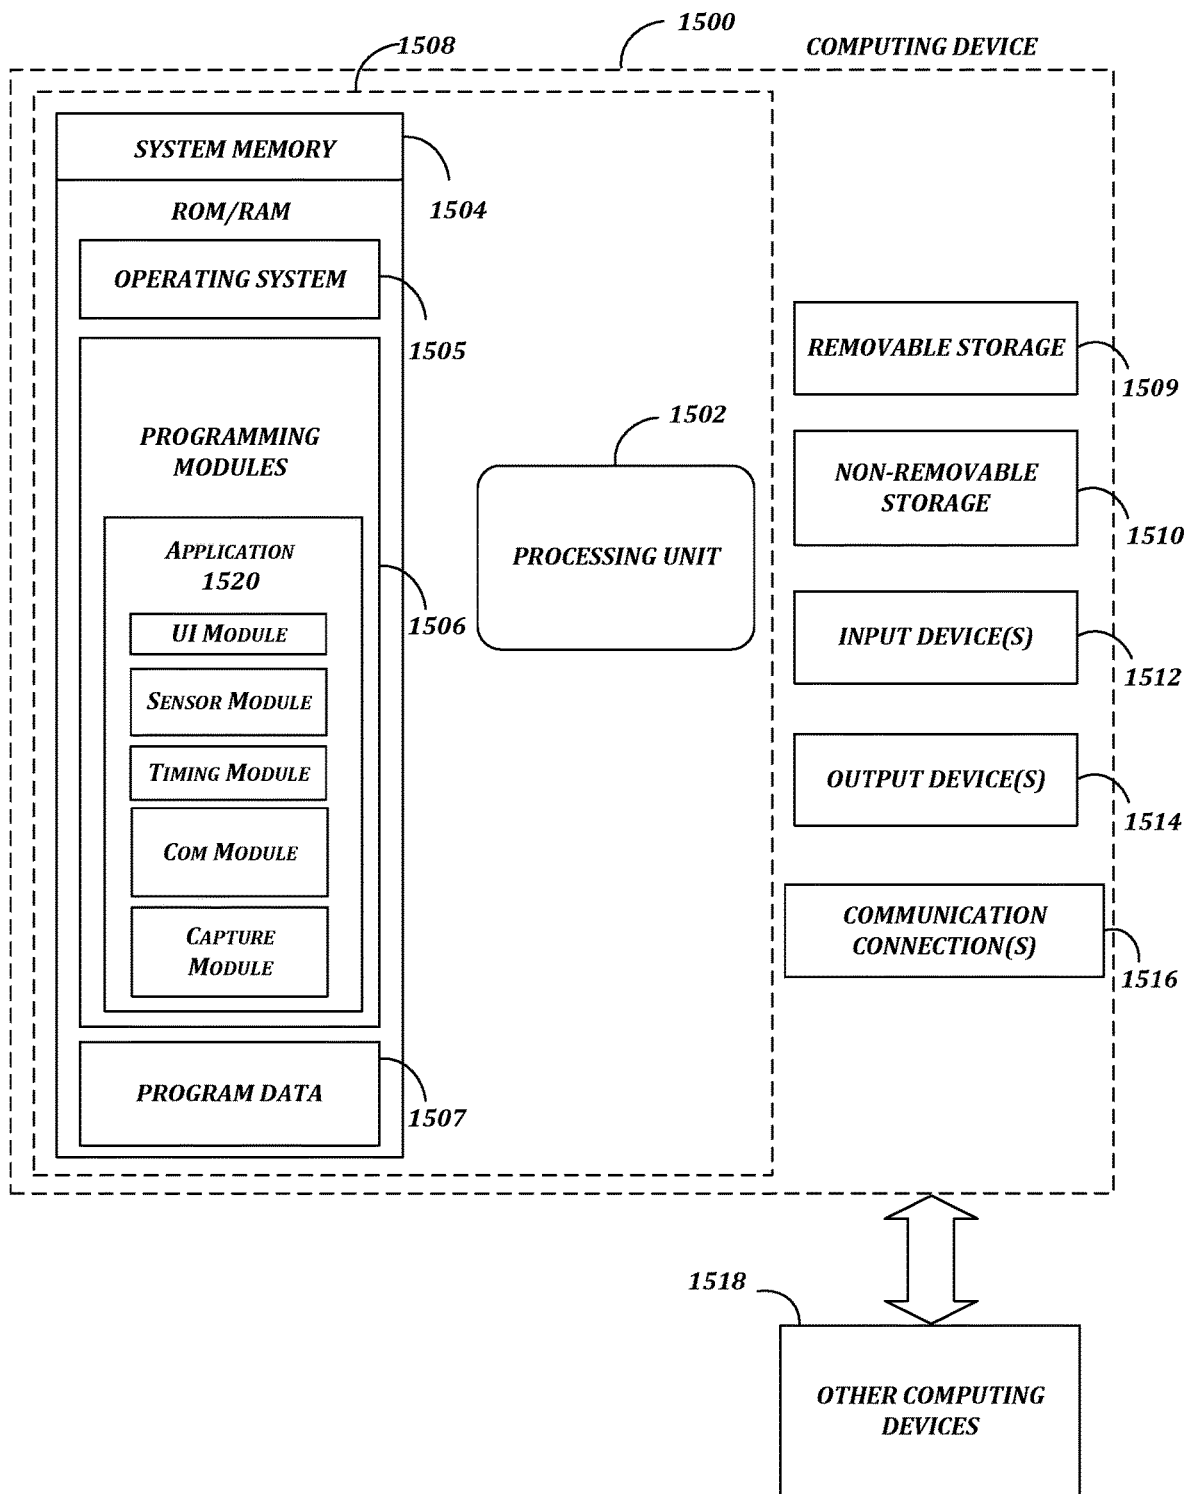 1500
COMPUTING DEVICE
1508
SYSTEM MEMORY
1504
ROM/RAM
OPERATING SYSTEM
1505
PROGRAMMING
MODULES
APPLICATION
1520
1506
UI MODULE
SENSOR MODULE
TIMING MODULE
COM MODULE
CAPTURE
MODULE
PROGRAM DATA
1507
1502
PROCESSING UNIT
REMOVABLE STORAGE
1509
NON-REMOVABLE
STORAGE
1510
INPUT DEVICE(S)
1512
OUTPUT DEVICE(S)
1514
COMMUNICATION
CONNECTION(S)
1516
1518
OTHER COMPUTING
DEVICES